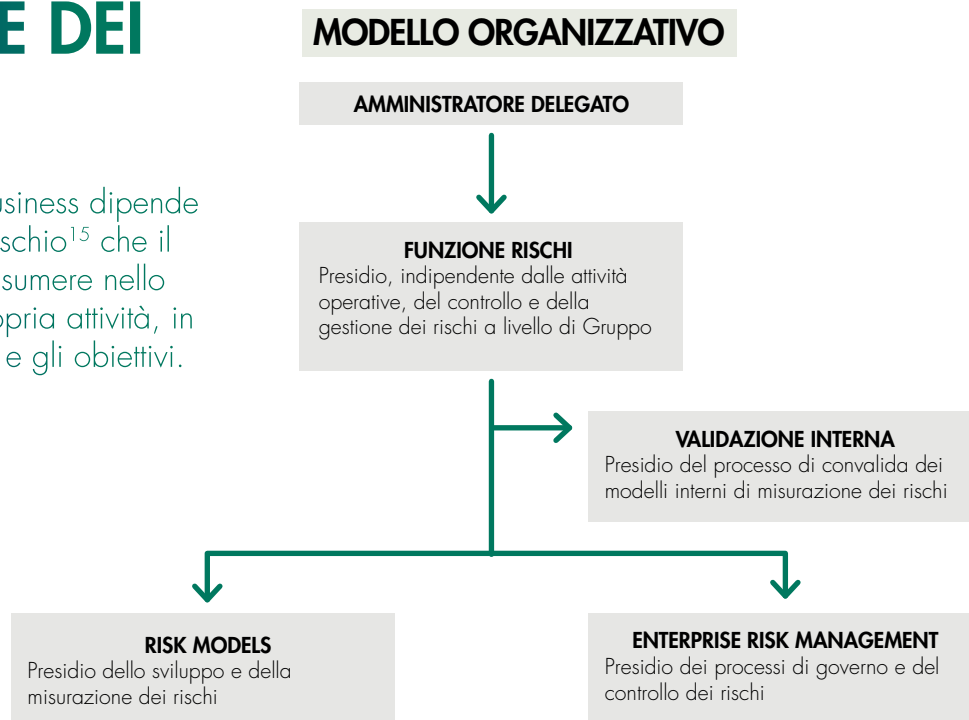 E DEI
usiness dipende
schio15 che il
sumere nello
opria attività, in
e gli obiettivi.
MODELLO ORGANIZZATIVO
AMMINISTRATORE DELEGATO
FUNZIONE RISCHI
Presidio, indipendente dalle attività
operative, del controllo e della
gestione dei rischi a livello di Gruppo
VALIDAZIONE INTERNA
Presidio del processo di convalida dei
modelli interni di misurazione dei rischi
RISK MODELS
Presidio dello sviluppo e della
misurazione dei rischi
ENTERPRISE RISK MANAGEMENT
Presidio dei processi di governo e del
controllo dei rischi